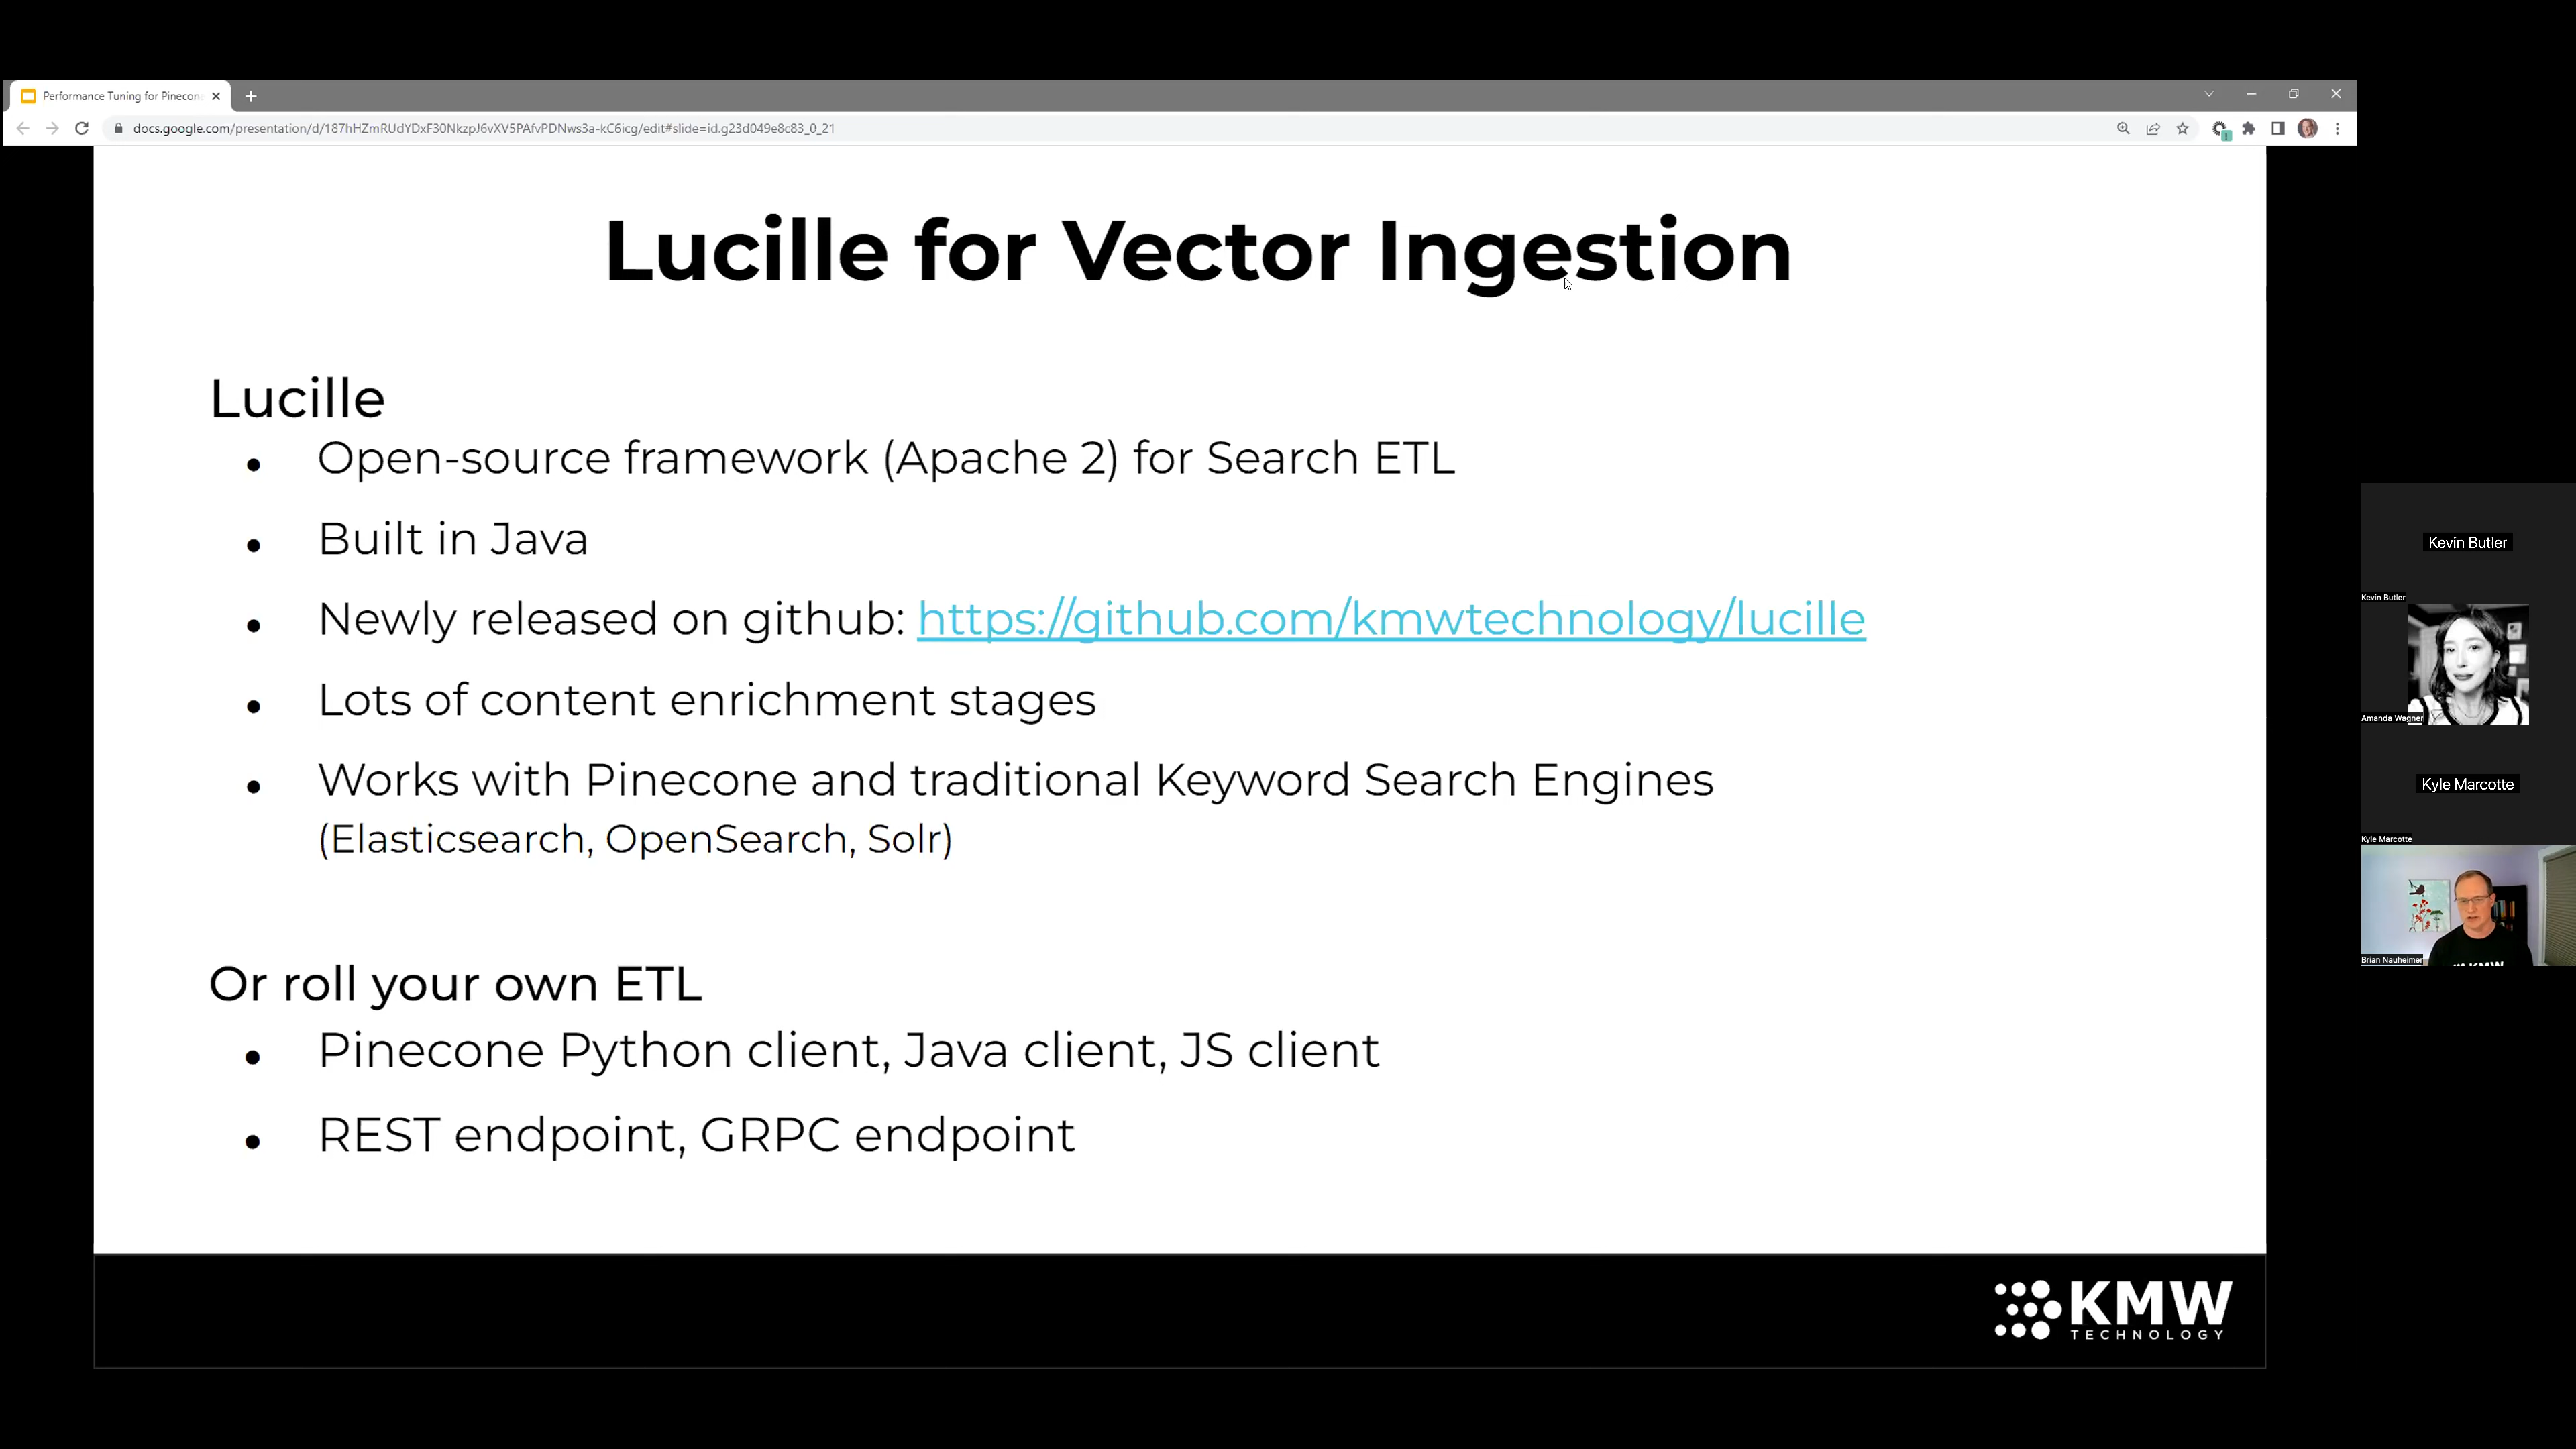 Performance Tuning for Pinecon
docs.google.com/presentation/d/187hHZmRUdYDxF30NkzpJ6vXV5PAfvPDNws3a-kC6icg/edit#slide=id.g23d049e8c83_0_21
Lucille for Vector Ingestion
Lucille
● Open-source framework (Apache 2) for Search ETL
● Built in Java
● Newly released on github: https://github.com/kmwtechnology/lucille
● Lots of content enrichment stages
● Works with Pinecone and traditional Keyword Search Engines
(Elasticsearch, OpenSearch, Solr)
Or roll your own ETL
● Pinecone Python client, Java client, JS client
● REST endpoint, GRPC endpoint
KMW
TECHNOLOGY
Kevin Butler
Kevin Butler
Amanda Wagner
Kyle Marcotte
Kyle Marcotte
KMW
Brian Nauheimer